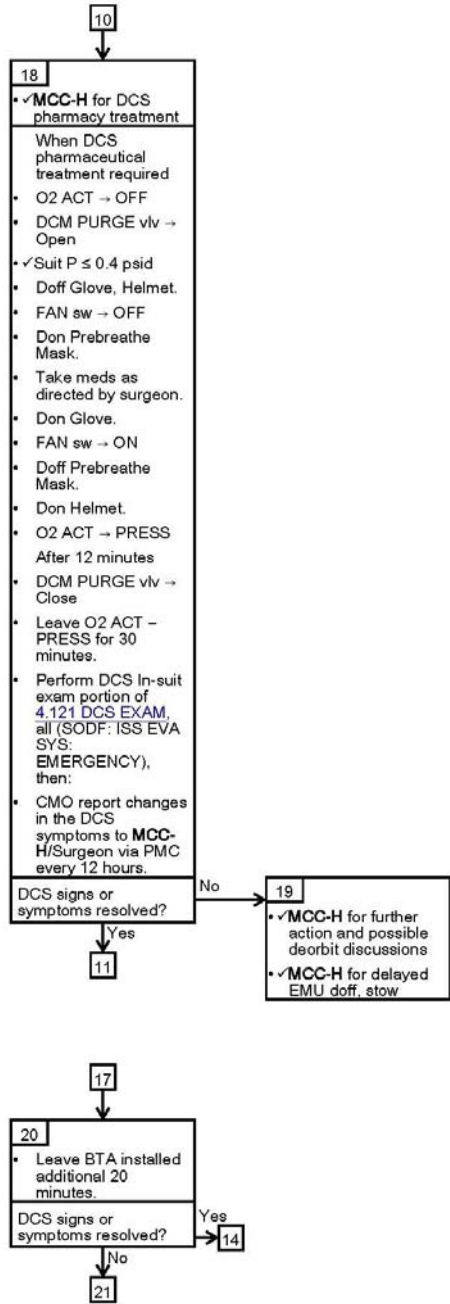 10
18
• ✓MCC-H for DCS
pharmacy treatment
When DCS
pharmaceutical
treatment required
• O2 ACT → OFF
• DCM PURGE vlv →
Open
• ✓Suit P ≤ 0.4 psid
• Doff Glove, Helmet.
• FAN sw → OFF
• Don Prebreathe
Mask.
• Take meds as
directed by surgeon.
• Don Glove.
• FAN sw → ON
• Doff Prebreathe
Mask.
• Don Helmet.
• O2 ACT → PRESS
After 12 minutes
• DCM PURGE vlv →
Close
• Leave O2 ACT –
PRESS for 30
minutes.
• Perform DCS In-suit
exam portion of
4.121 DCS EXAM,
all (SODF: ISS EVA
SYS:
EMERGENCY),
then:
• CMO report changes
in the DCS
symptoms to MCC-
H/Surgeon via PMC
every 12 hours.
DCS signs or
symptoms resolved?
No
Yes
11
19
• ✓MCC-H for further
action and possible
deorbit discussions
• ✓MCC-H for delayed
EMU doff, stow
17
20
• Leave BTA installed
additional 20
minutes.
DCS signs or
symptoms resolved?
Yes
14
No
21